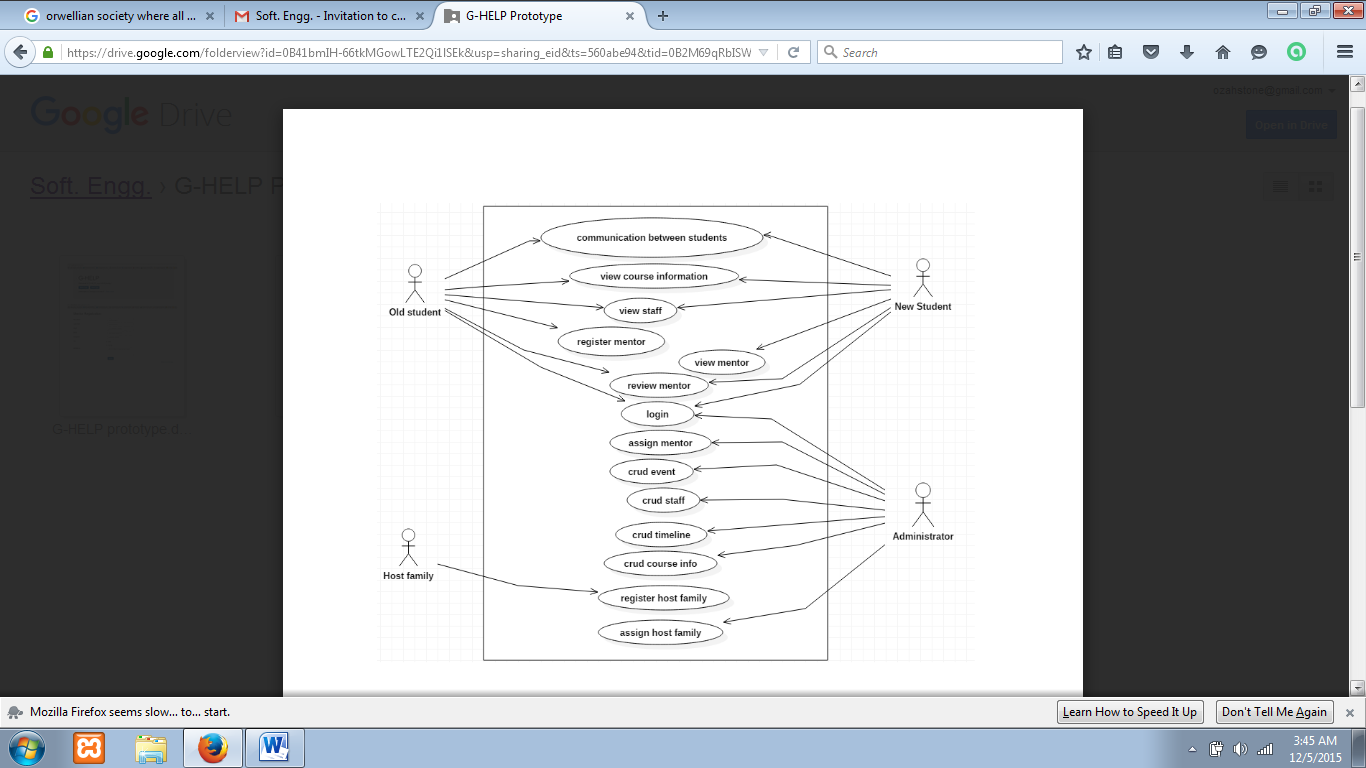 orwellian society where all ...
Soft. Engg. - Invitation to c...
G-HELP Prototype
https://drive.google.com/folderview?id=0B41bmIH-66tkMGowLTE2Qi1lSEk&usp=sharing_eid&ts=560abe94&tid=0B2M69qRbISW
Search
Google Drive
Open in Drive
Soft. Engg. › G-HELP P
G-HELP prototype d...
communication between students
view course information
view staff
register mentor
view mentor
review mentor
login
assign mentor
crud event
crud staff
crud timeline
crud course info
register host family
assign host family
Old student
New Student
Host family
Administrator
Mozilla Firefox seems slow... to... start.
Learn How to Speed It Up
Don't Tell Me Again
3:45 AM
12/5/2015